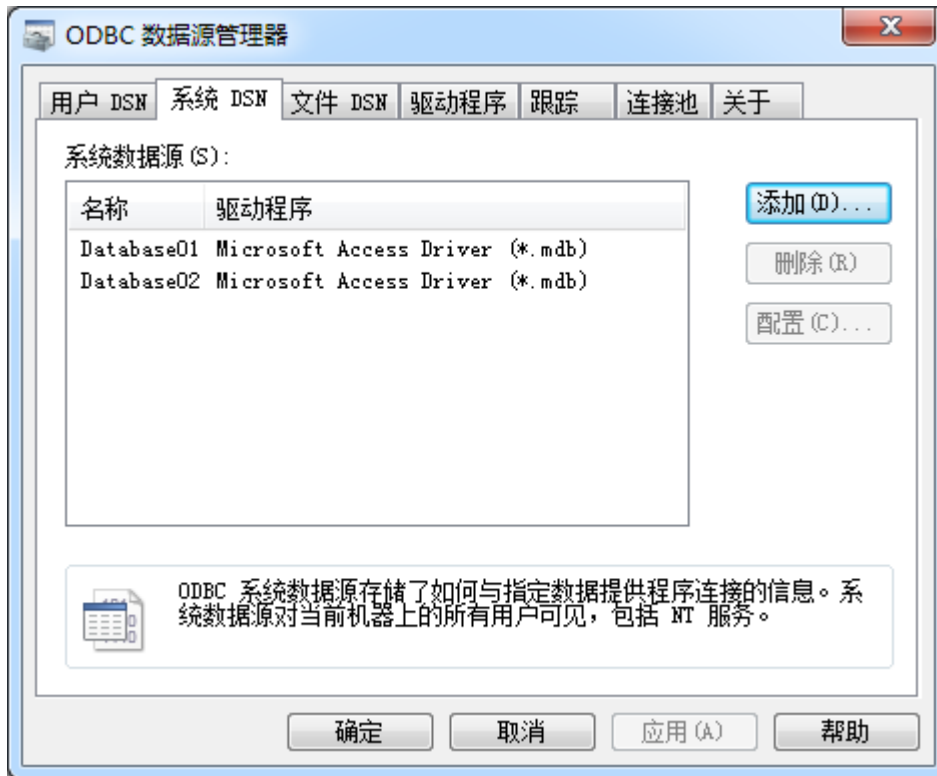 ODBC 数据源管理器
用户 DSN 系统 DSN 文件 DSN 驱动程序 跟踪 连接池 关于
系统数据源(S):
名称 驱动程序
Database01 Microsoft Access Driver (*.mdb)
Database02 Microsoft Access Driver (*.mdb)
添加(D)...
删除(R)
配置(C)...
ODBC 系统数据源存储了如何与指定数据提供程序连接的信息。系
统数据源对当前机器上的所有用户可见，包括 NT 服务。
确定 取消 应用(A) 帮助